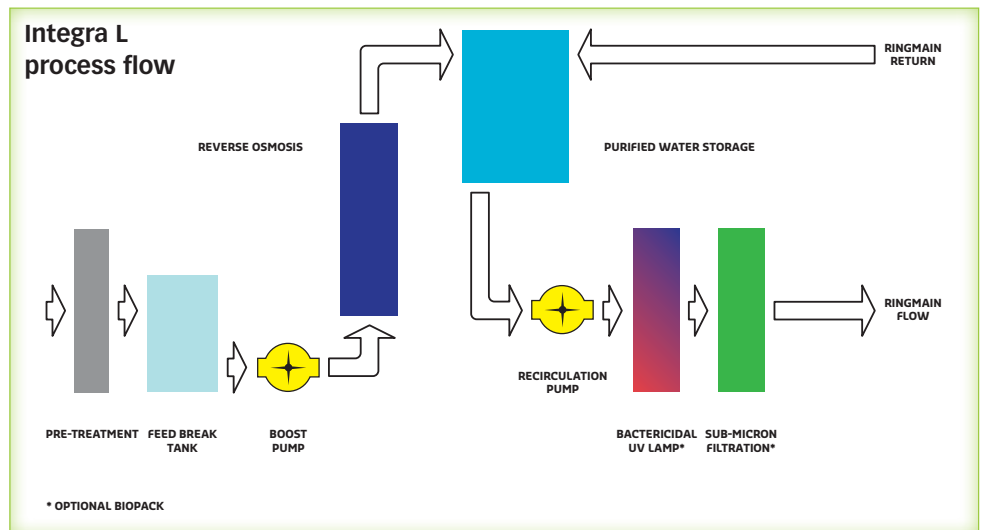 Integra L
process flow
RINGMAIN
RETURN
REVERSE OSMOSIS
PURIFIED WATER STORAGE
RINGMAIN
FLOW
RECIRCULATION
PUMP
PRE-TREATMENT
FEED BREAK
TANK
BOOST
PUMP
BACTERICIDAL
UV LAMP*
SUB-MICRON
FILTRATION*
* OPTIONAL BIOPACK